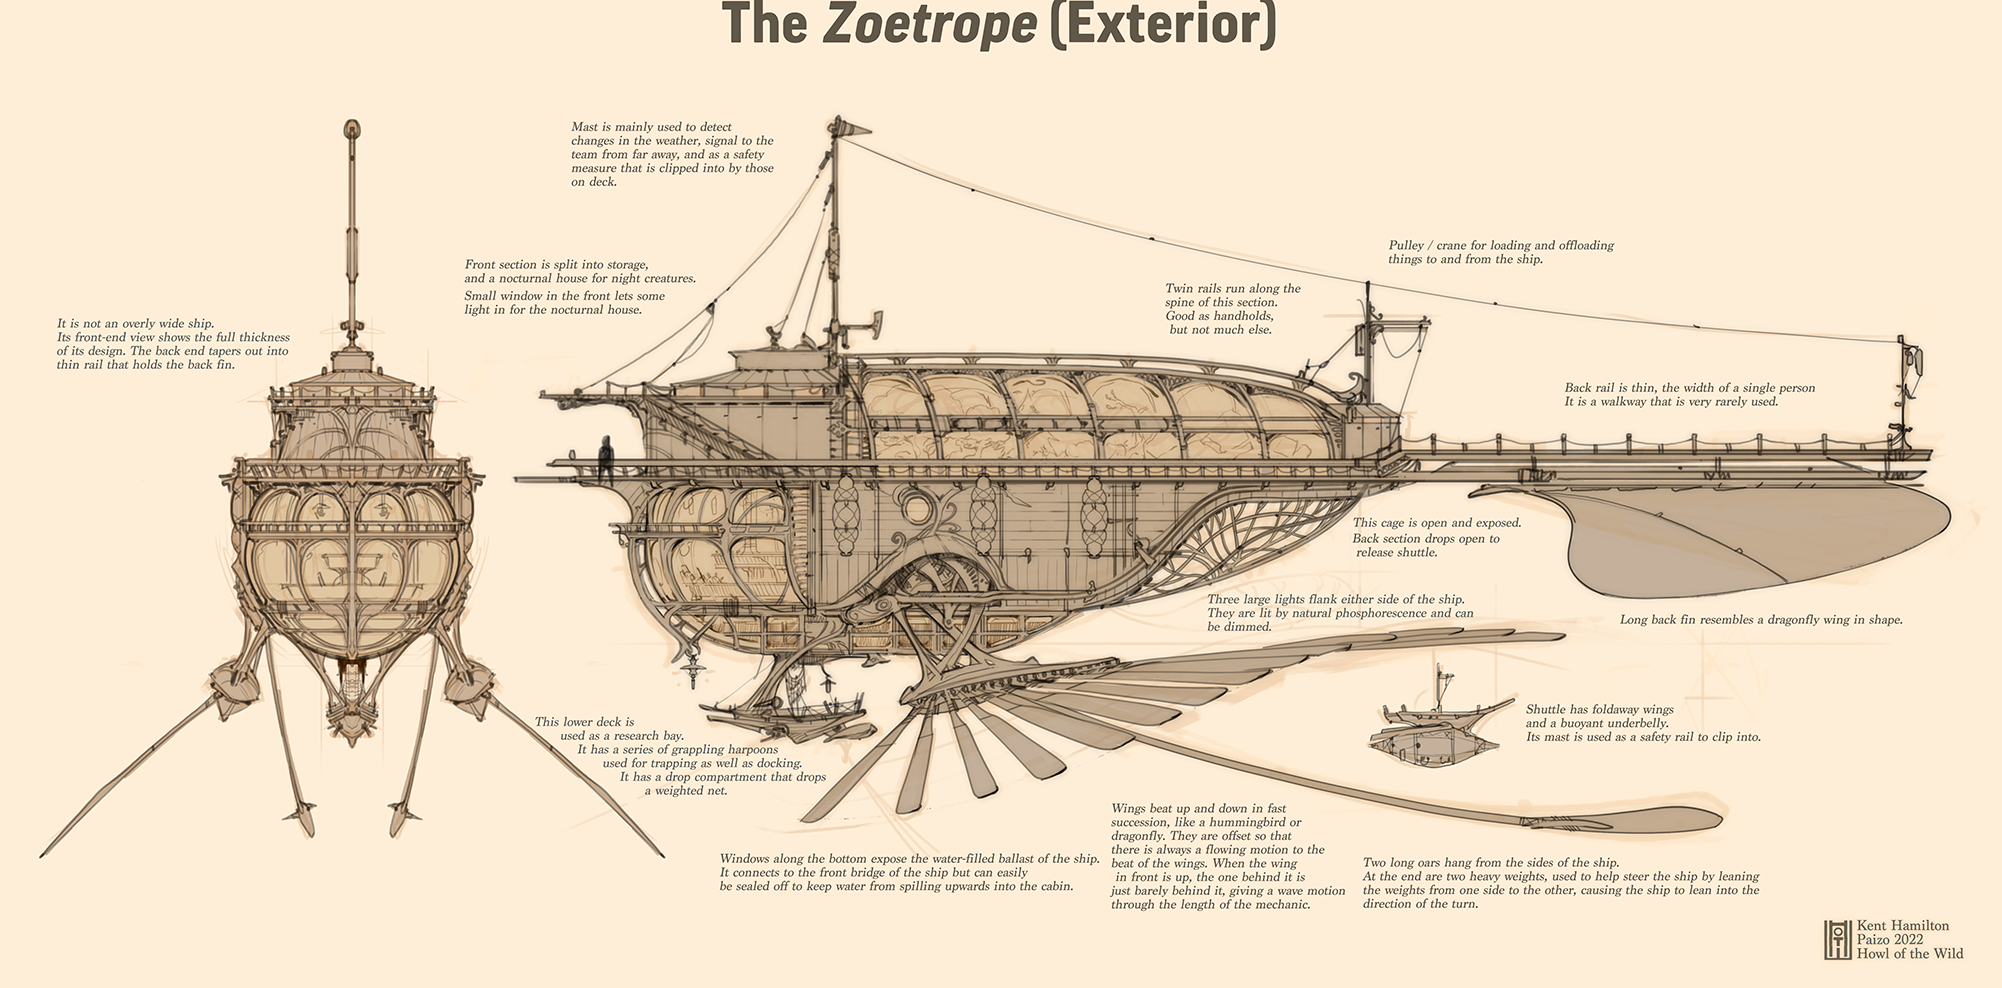 The Zoetrope (Exterior)
Mast is mainly used to detect
changes in the weather, signal to the
team from far away, and as a safety
measure that is clipped into by those
on deck.
Front section is split into storage,
and a nocturnal house for night creatures.
Small window in the front lets some
light in for the nocturnal house.
It is not an overly wide ship.
Its front-end view shows the full thickness
of its design. The back end tapers out into
thin rail that holds the back fin.
Pulley / crane for loading and offloading
things to and from the ship.
Twin rails run along the
spine of this section.
Good as handholds,
but not much else.
Back rail is thin, the width of a single person
It is a walkway that is very rarely used.
This cage is open and exposed.
Back section drops open to
release shuttle.
Three large lights flank either side of the ship.
They are lit by natural phosphorescence and can
be dimmed.
Long back fin resembles a dragonfly wing in shape.
Shuttle has foldaway wings
and a buoyant underbelly.
Its mast is used as a safety rail to clip into.
This lower deck is
used as a research bay.
It has a series of grappling harpoons
used for trapping as well as docking.
It has a drop compartment that drops
a weighted net.
Windows along the bottom expose the water-filled ballast of the ship.
It connects to the front bridge of the ship but can easily
be sealed off to keep water from spilling upwards into the cabin.
Wings beat up and down in fast
succession, like a hummingbird or
dragonfly. They are offset so that
there is always a flowing motion to the
beat of the wings. When the wing
in front is up, the one behind it is
just barely behind it, giving a wave motion
through the length of the mechanic.
Two long oars hang from the sides of the ship.
At the end are two heavy weights, used to help steer the ship by leaning
the weights from one side to the other, causing the ship to lean into the
direction of the turn.
Kent Hamilton
Paizo 2022
Howl of the Wild